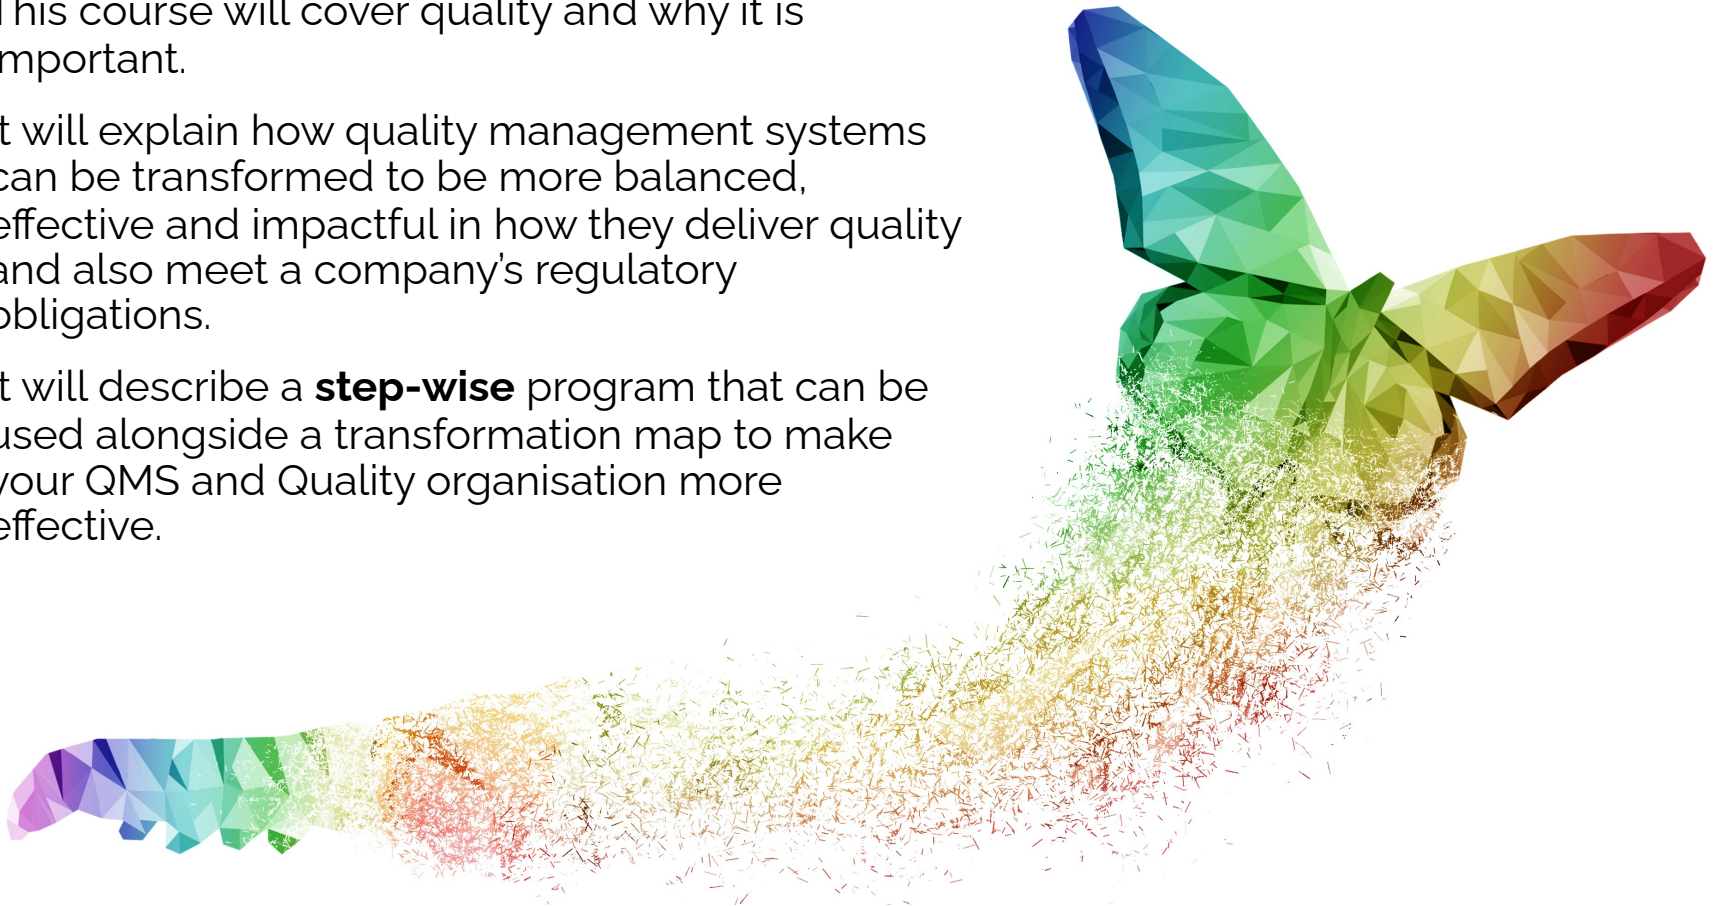 This course will cover quality and why it is
important.
It will explain how quality management systems
can be transformed to be more balanced,
effective and impactful in how they deliver quality
and also meet a company’s regulatory
obligations.
It will describe a step-wise program that can be
used alongside a transformation map to make
your QMS and Quality organisation more
effective.